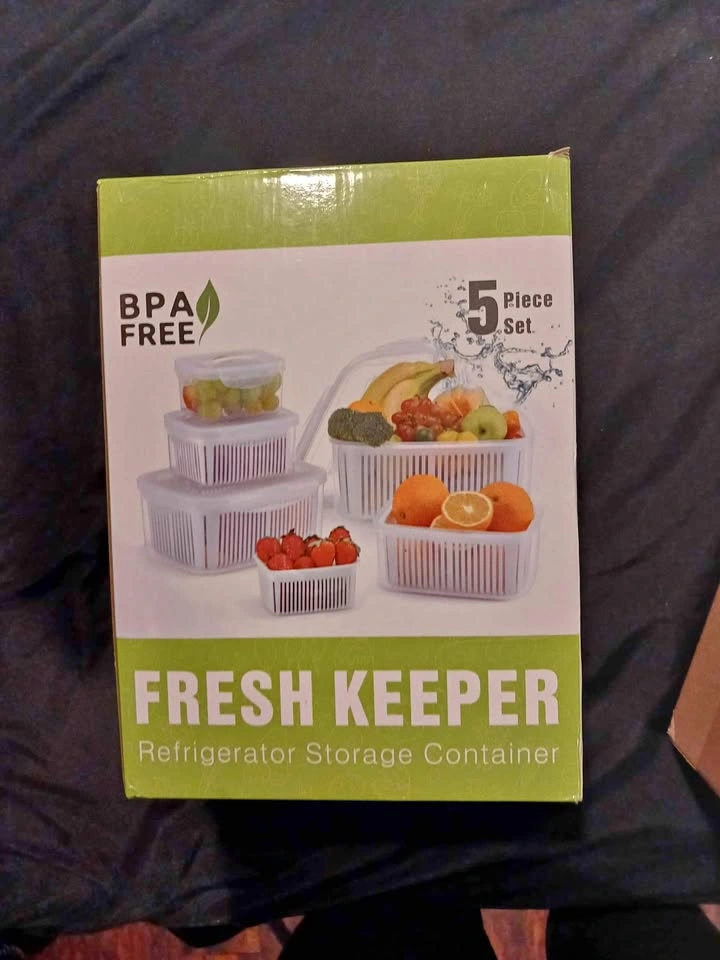 BPA
FREE
5 Piece
Set
FRESH KEEPER
Refrigerator Storage Container